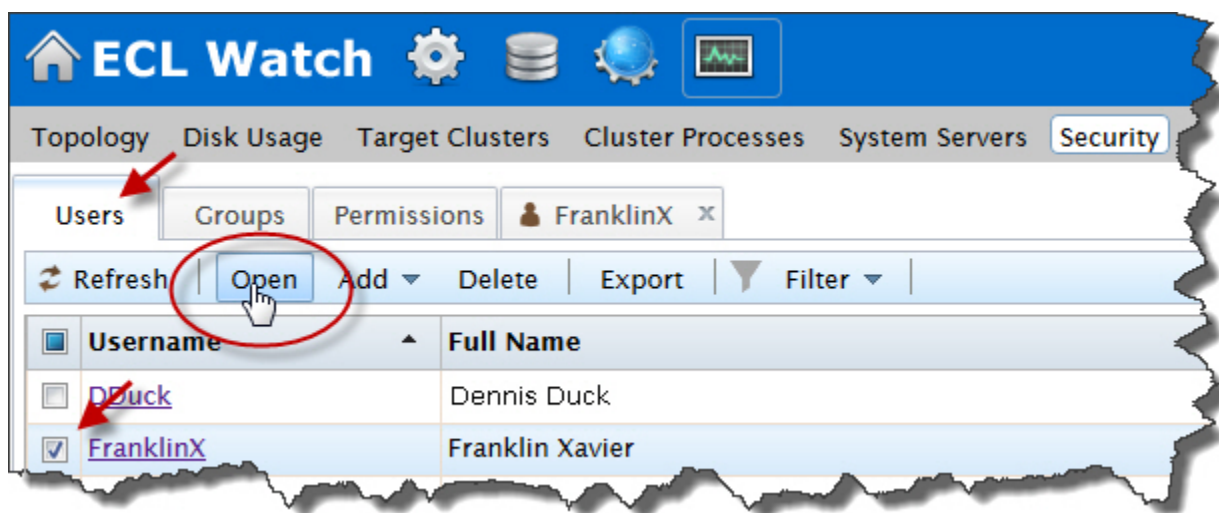 ECL Watch
Topology Disk Usage Target Clusters Cluster Processes System Servers Security
Users Groups Permissions FranklinX x
Refresh Open Add Delete Export Filter
Username Full Name
DDuck Dennis Duck
FranklinX Franklin Xavier